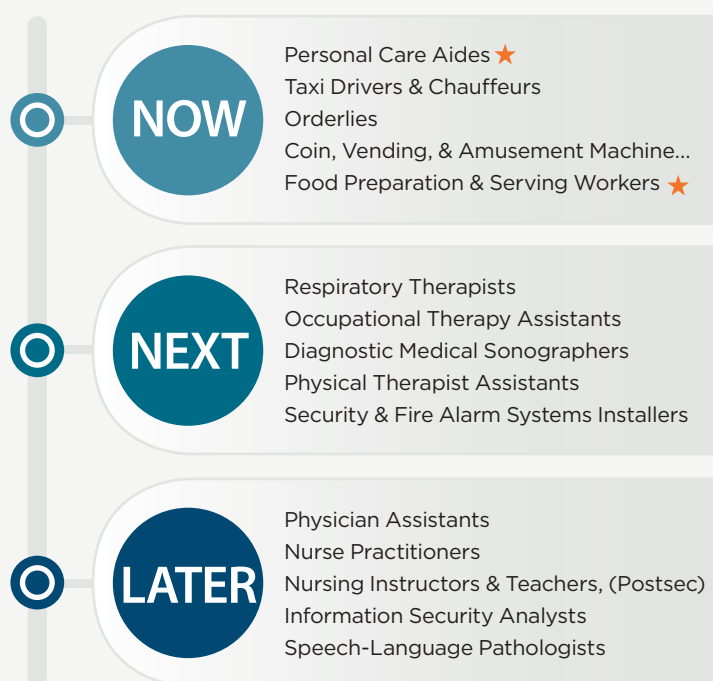 NOW
Personal Care Aides
Taxi Drivers & Chauffeurs
Orderlies
Coin, Vending, & Amusement Machine...
Food Preparation & Serving Workers
NEXT
Respiratory Therapists
Occupational Therapy Assistants
Diagnostic Medical Sonographers
Physical Therapist Assistants
Security & Fire Alarm Systems Installers
LATER
Physician Assistants
Nurse Practitioners
Nursing Instructors & Teachers, (Postsec)
Information Security Analysts
Speech-Language Pathologists